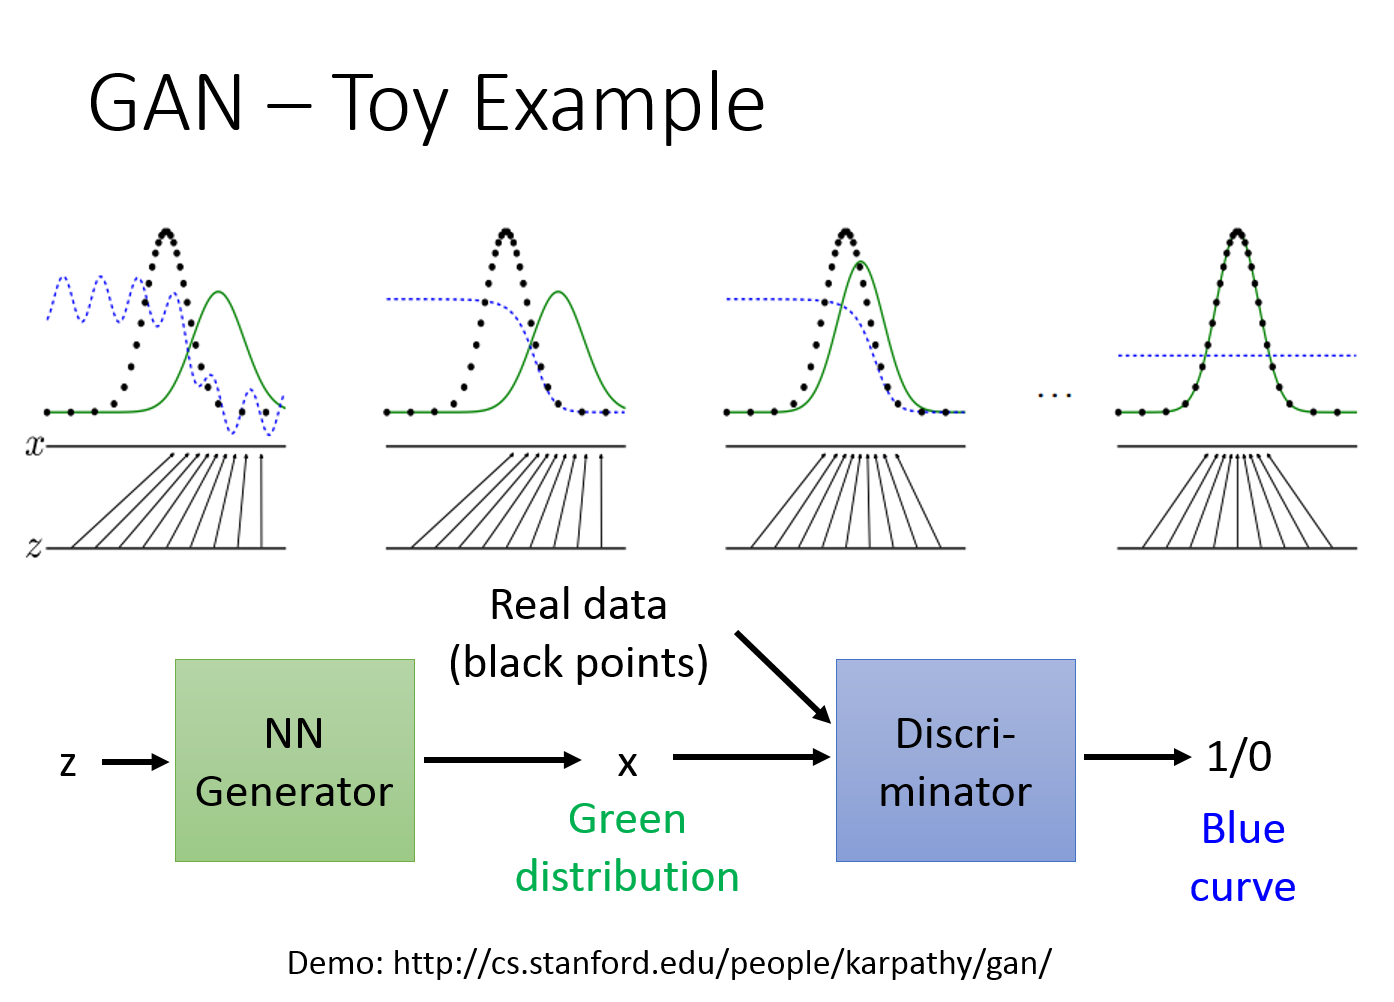 GAN – Toy Example
x
z
...
Real data
(black points)
z
NN
Generator
x
Green
distribution
Discri-
minator
1/0
Blue
curve
Demo: http://cs.stanford.edu/people/karpathy/gan/